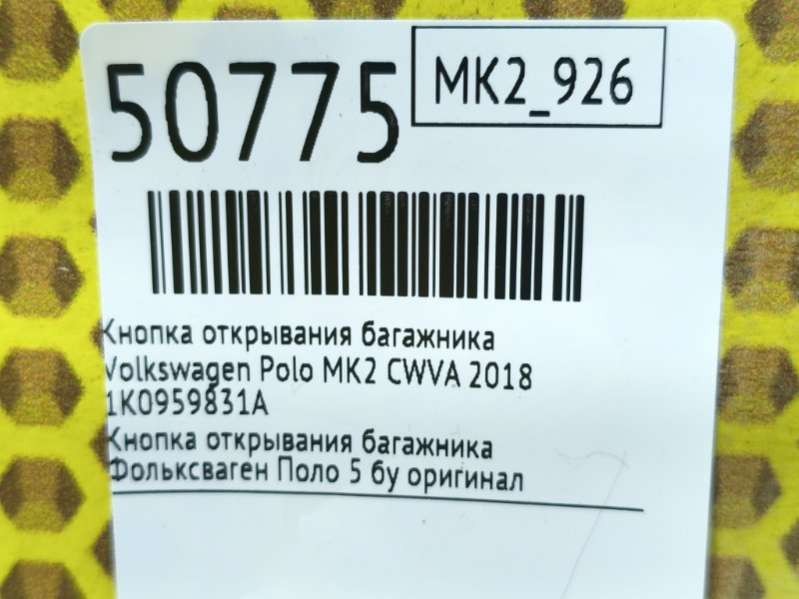 50775
MK2_926
Кнопка открывания багажника
Volkswagen Polo MK2 CWVA 2018
1K0959831A
Кнопка открывания багажника
Фольксваген Поло 5 бу оригинал